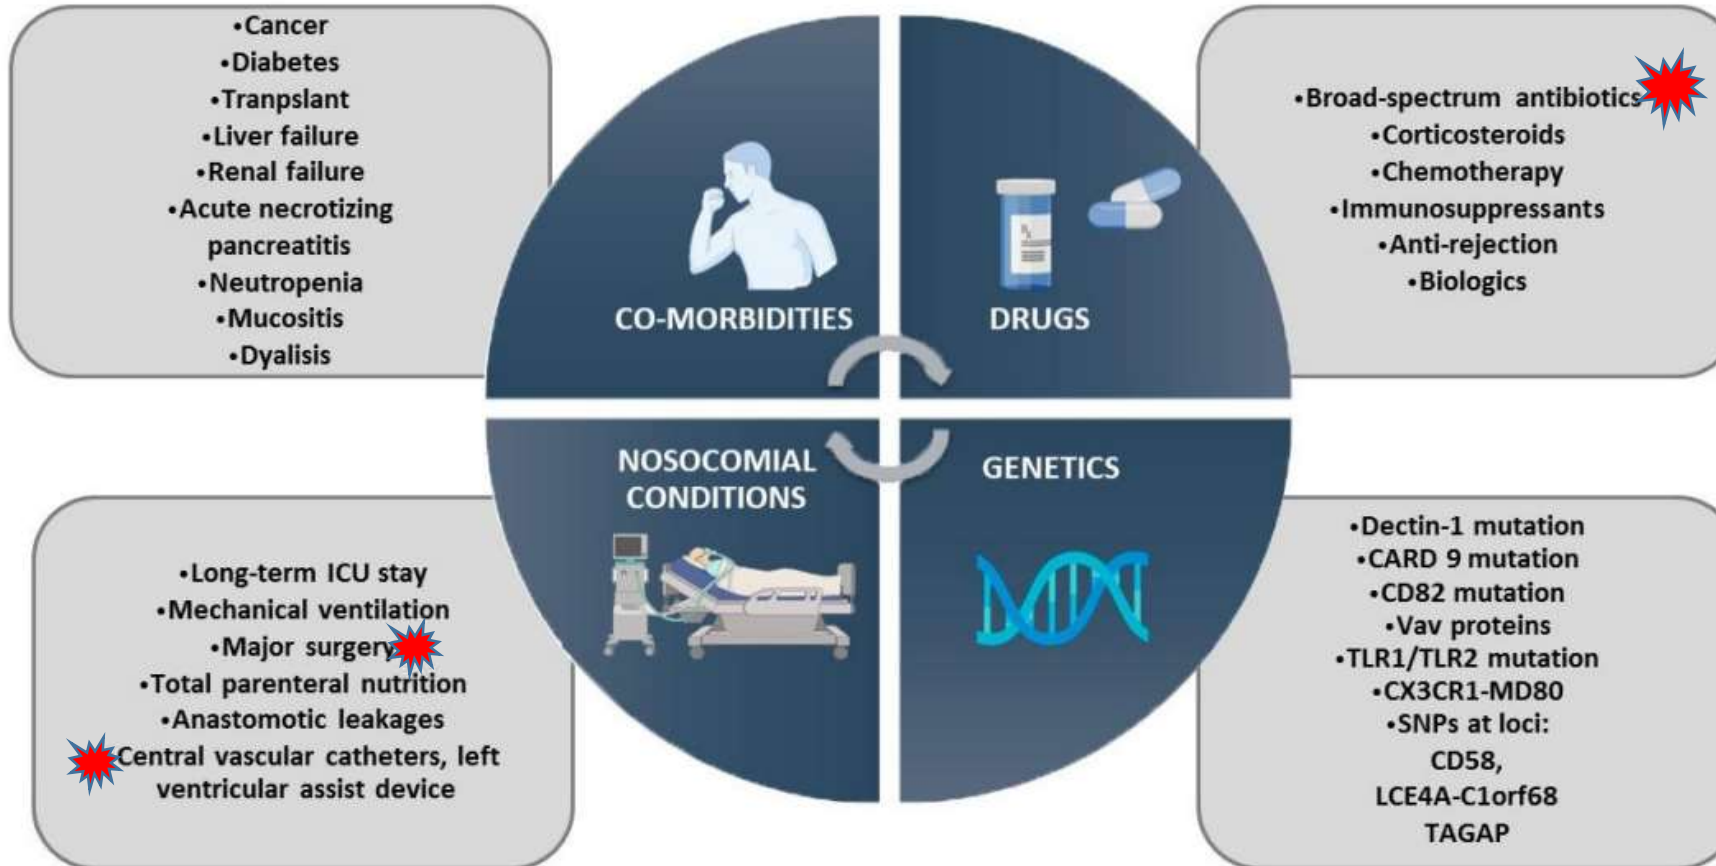 •Cancer
•Diabetes
•Tranpslant
•Liver failure
•Renal failure
•Acute necrotizing
pancreatitis
•Neutropenia
•Mucositis
•Dyalisis
CO-MORBIDITIES
DRUGS
•Broad-spectrum antibiotics
•Corticosteroids
•Chemotherapy
•Immunosuppressants
•Anti-rejection
•Biologics
NOSOCOMIAL
CONDITIONS
•Long-term ICU stay
•Mechanical ventilation
•Major surgery
•Total parenteral nutrition
•Anastomotic leakages
Central vascular catheters, left
ventricular assist device
GENETICS
•Dectin-1 mutation
•CARD 9 mutation
•CD82 mutation
•Vav proteins
•TLR1/TLR2 mutation
•CX3CR1-MD80
•SNPs at loci:
CD58,
LCE4A-C1orf68
TAGAP